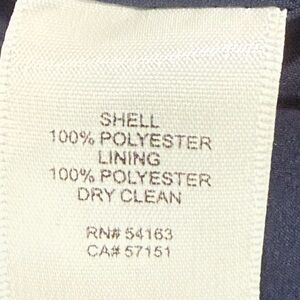 SHELL
100% POLYESTER
LINING
100% POLYESTER
DRY CLEAN
RN# 54163
CA# 57151